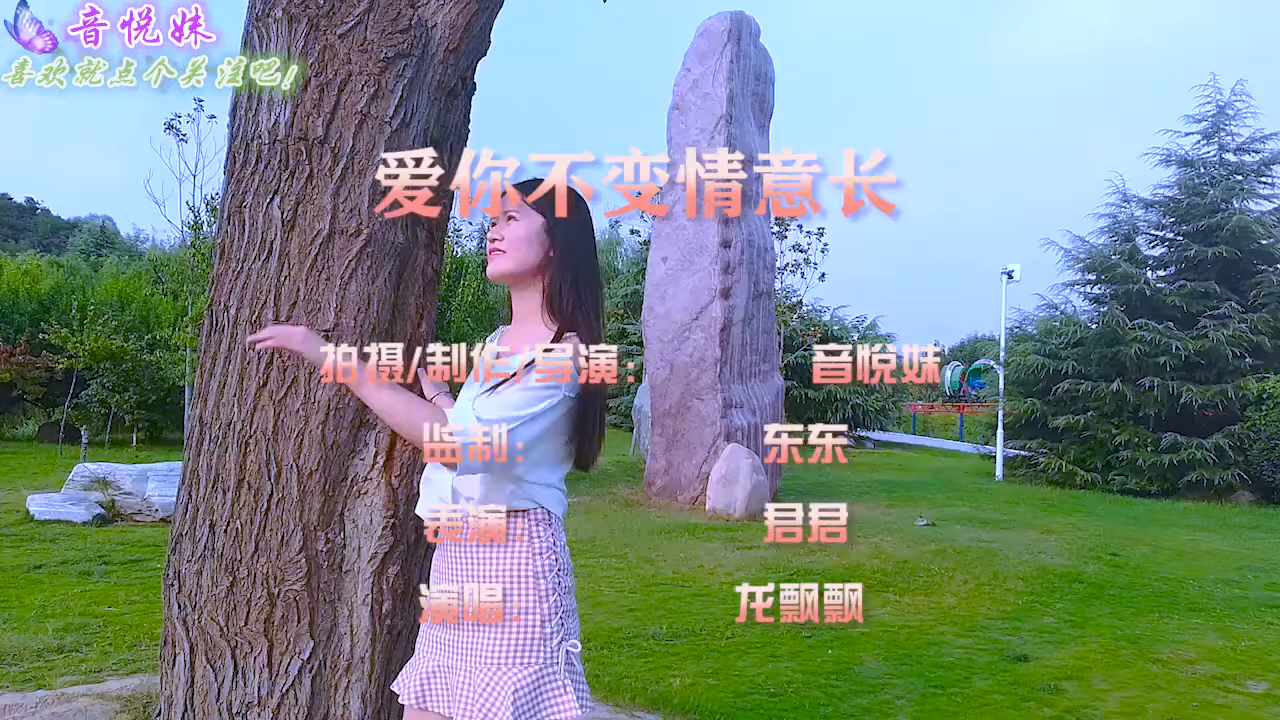 音悦妹
喜欢就点个关注吧!
爱你不变情意长
拍摄/制作/导演: 音悦妹
监制: 东东
表演: 君君
演唱: 龙飘飘